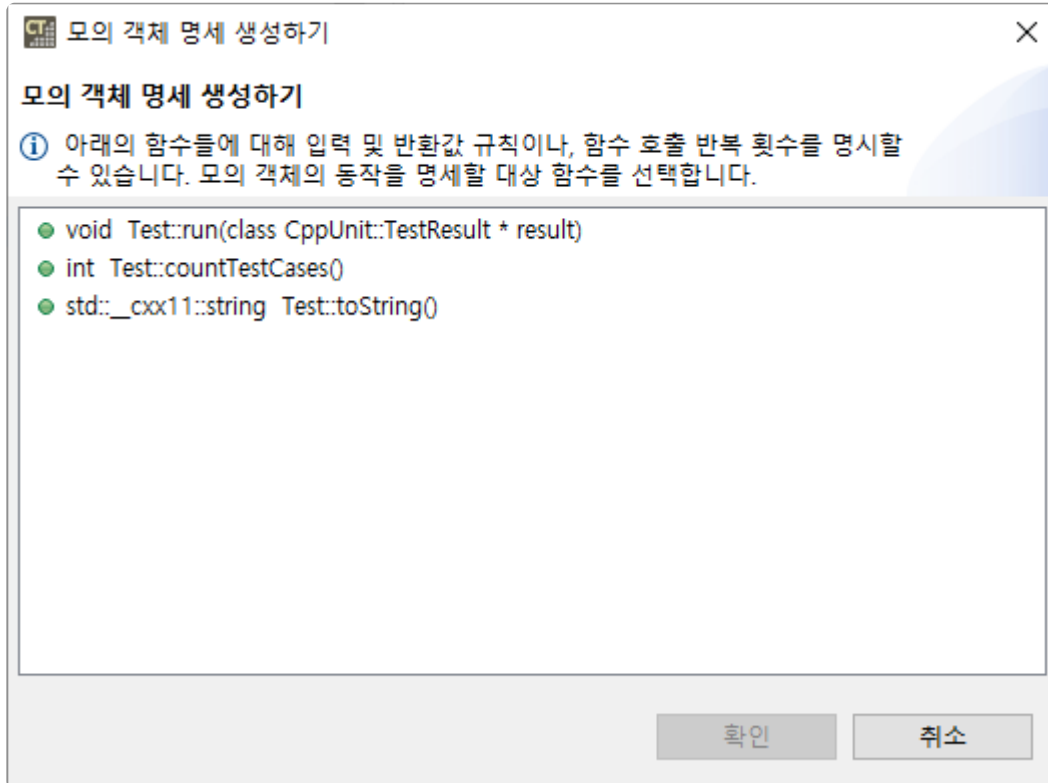 CT 모의 객체 명세 생성하기
모의 객체 명세 생성하기
아래의 함수들에 대해 입력 및 반환값 규칙이나, 함수 호출 반복 횟수를 명시할
수 있습니다. 모의 객체의 동작을 명세할 대상 함수를 선택합니다.
void Test::run(class CppUnit::TestResult * result)
int Test::countTestCases()
std::__cxx11::string Test::toString()
확인 취소